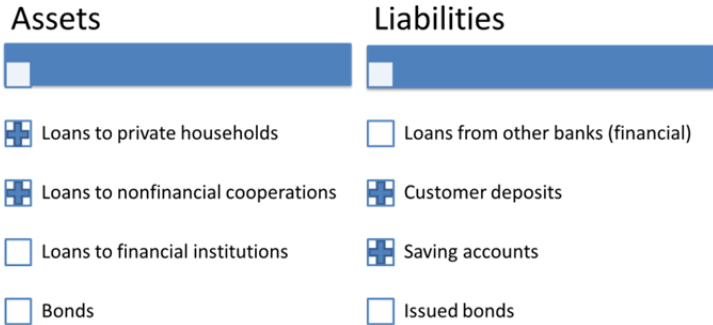 Assets
Loans to private households
Loans to nonfinancial cooperations
Loans to financial institutions
Bonds
Liabilities
Loans from other banks (financial)
Customer deposits
Saving accounts
Issued bonds